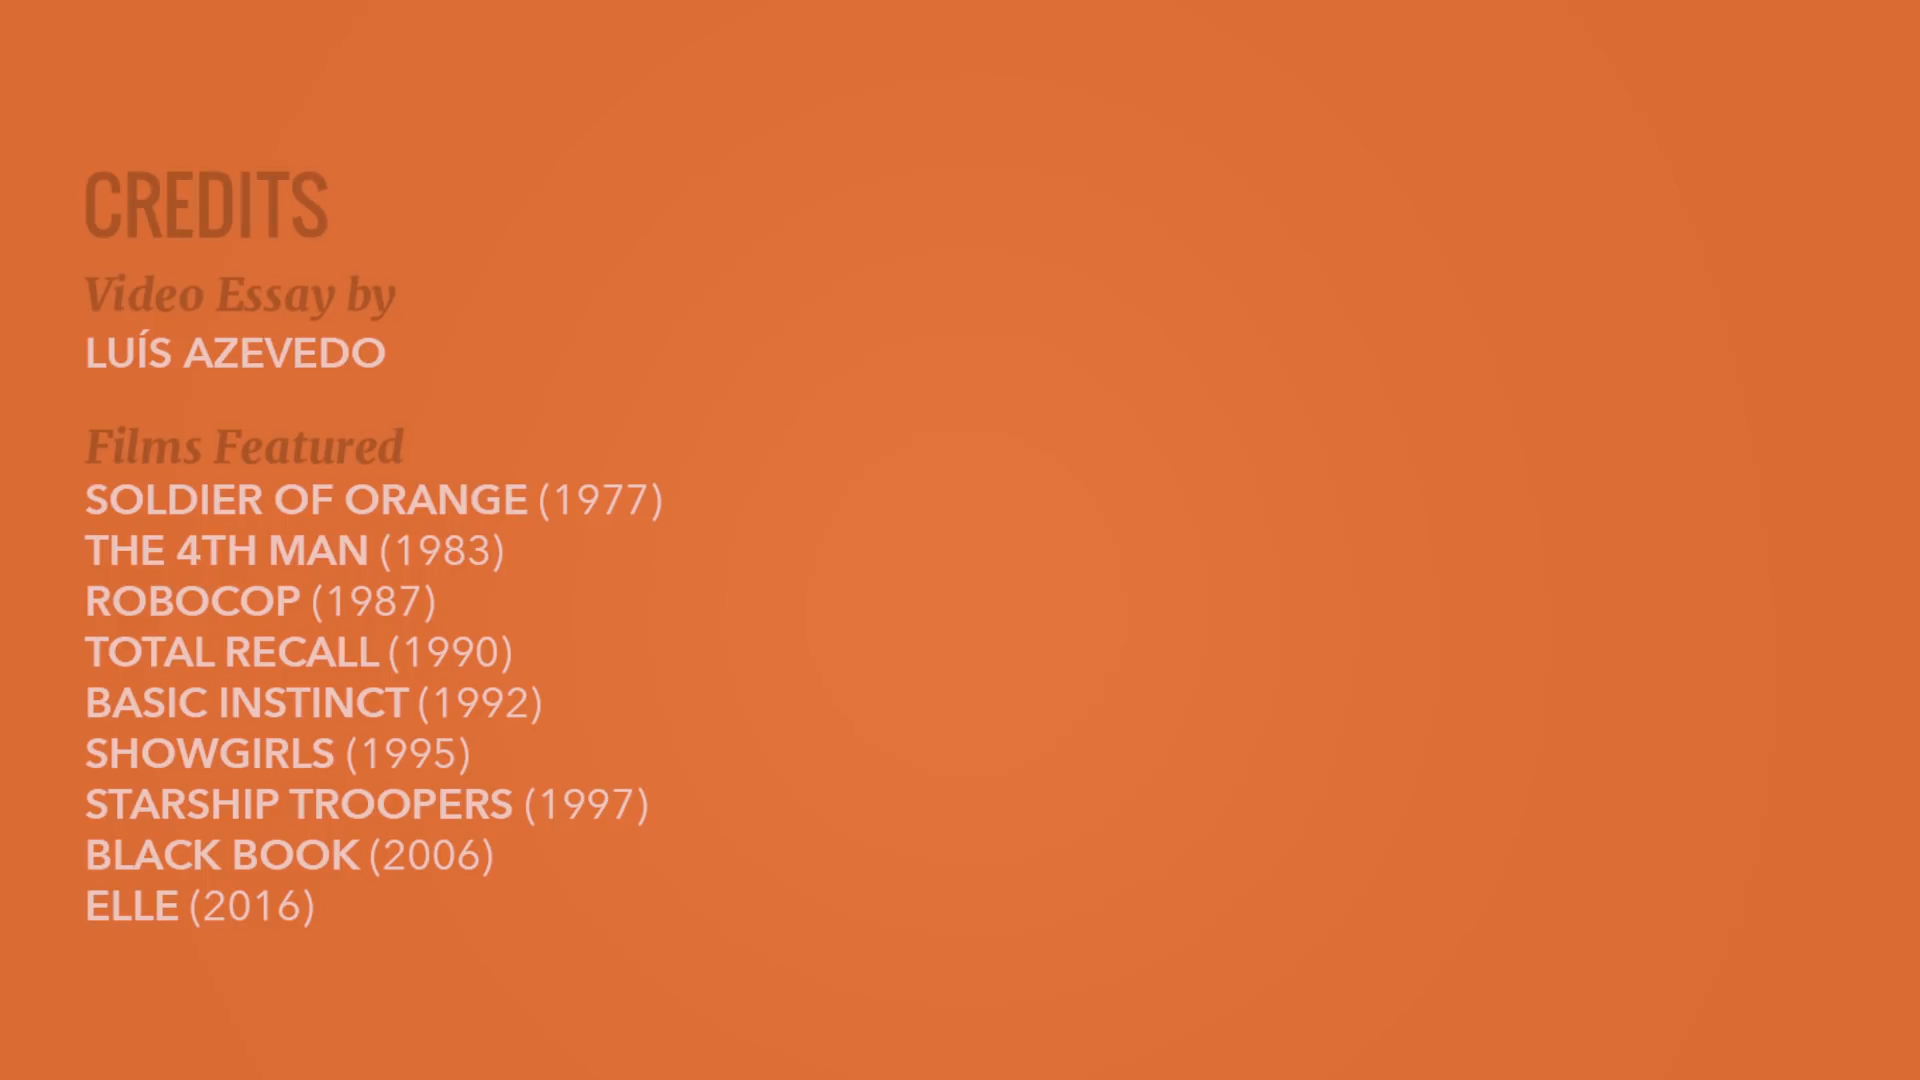 CREDITS
Video Essay by
LUÍS AZEVEDO
Films Featured
SOLDIER OF ORANGE (1977)
THE 4TH MAN (1983)
ROBOCOP (1987)
TOTAL RECALL (1990)
BASIC INSTINCT (1992)
SHOWGIRLS (1995)
STARSHIP TROOPERS (1997)
BLACK BOOK (2006)
ELLE (2016)